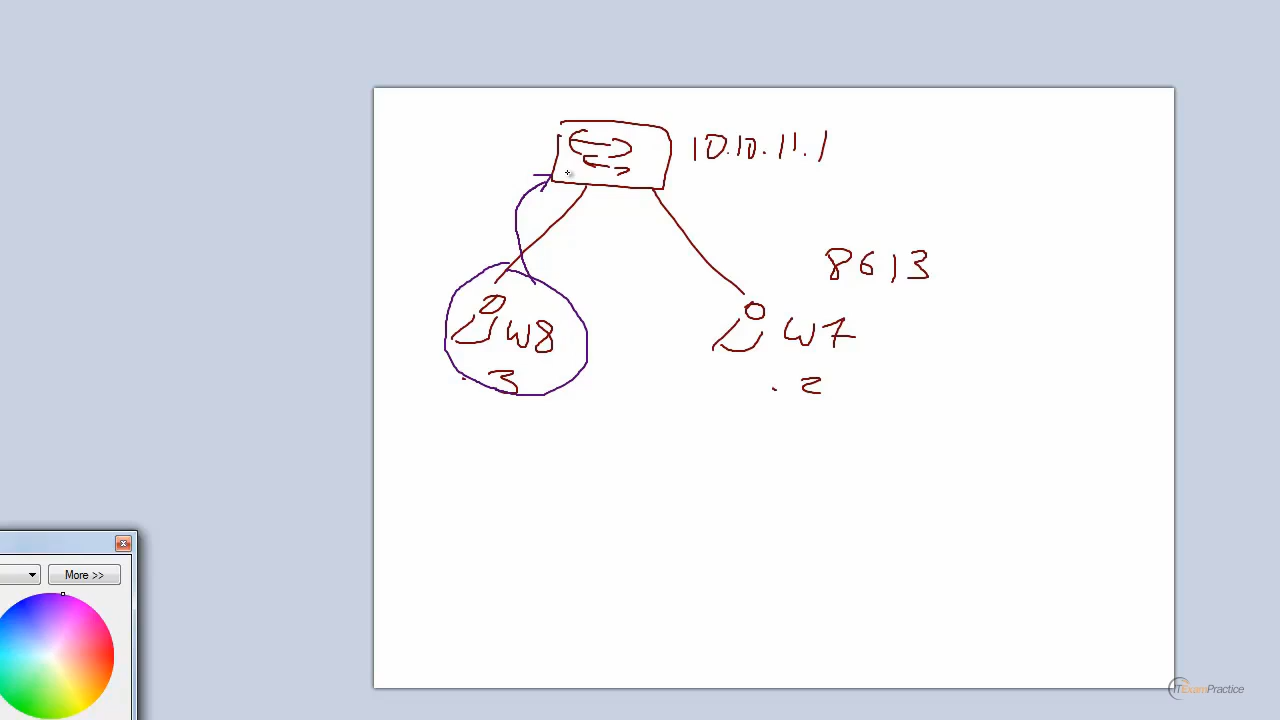 10.10.11.1
8613
W8
W7
.3
.2
More >>
ITExamPractice